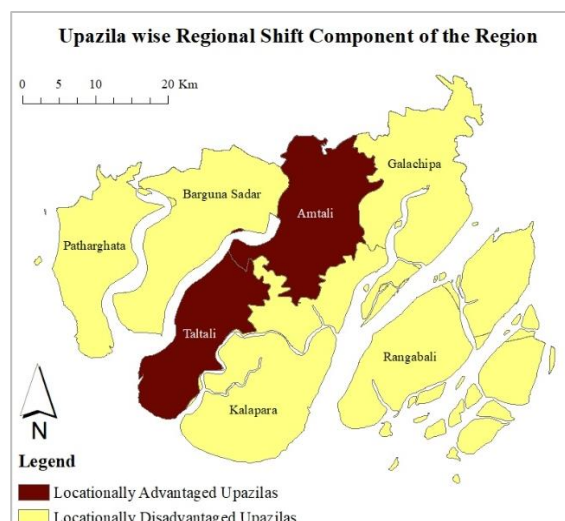 Upazila wise Regional Shift Component of the Region
0 5 10 20 Km
Galachipa
Barguna Sadar
Amtali
Patharghata
Taltali
Rangabali
Kalapara
N
Legend
Locationally Advantaged Upazilas
Locationally Disadvantaged Upazilas